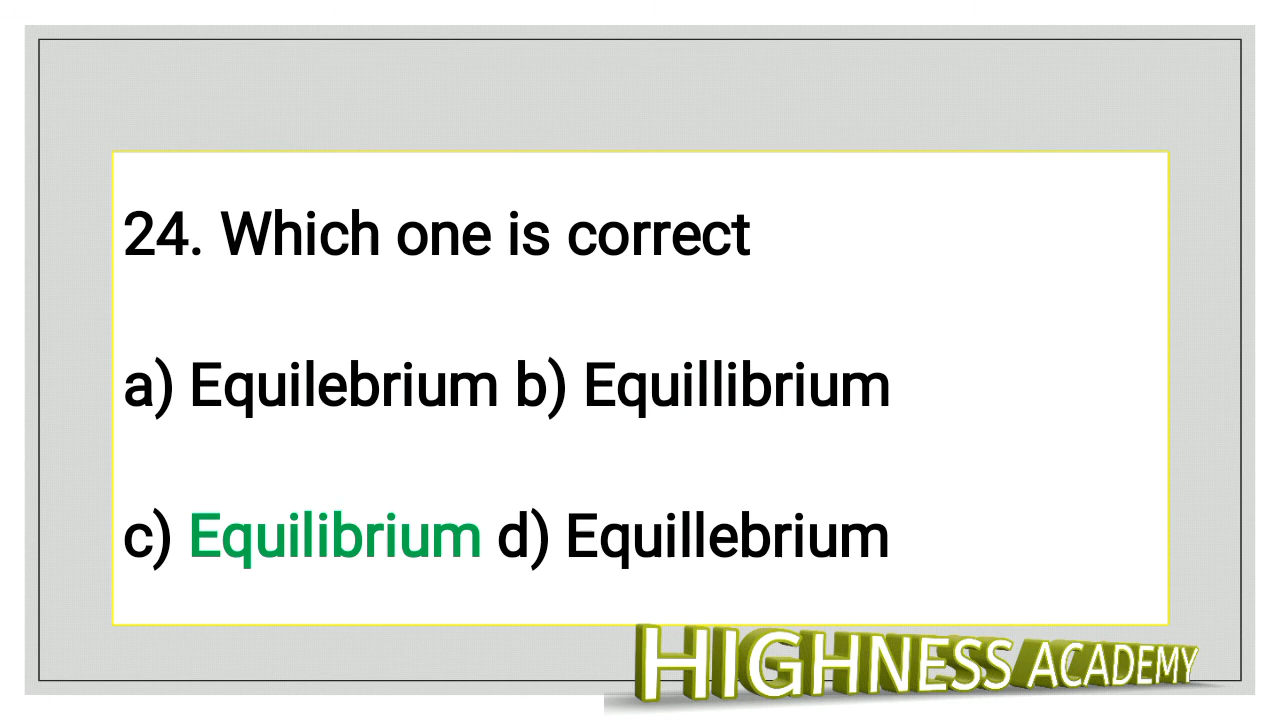 24. Which one is correct
a) Equilebrium b) Equillibrium
c) Equilibrium d) Equillebrium
HIGHNESS ACADEMY